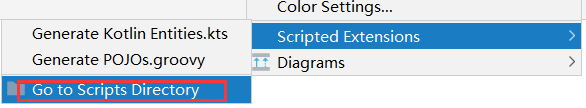 Color Settings...
Scripted Extensions
Diagrams
Generate Kotlin Entities.kts
Generate POJOs.groovy
Go to Scripts Directory